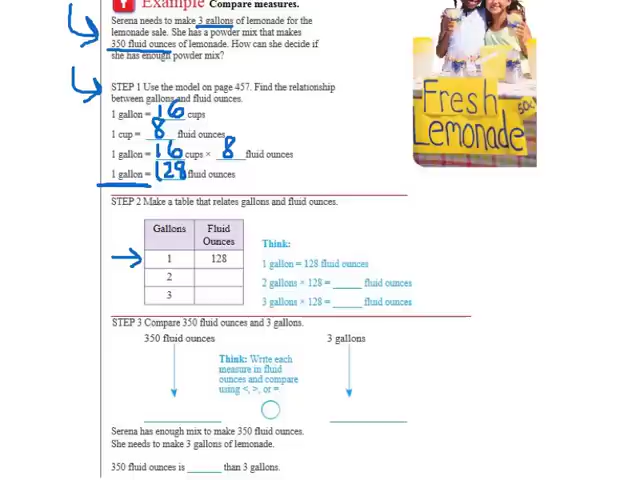 Example Compare measures.
Serena needs to make 3 gallons of lemonade for the
lemonade sale. She has a powder mix that makes
350 fluid ounces of lemonade. How can she decide if
she has enough powder mix?
STEP 1 Use the model on page 457. Find the relationship
between gallons and fluid ounces.
1 gallon = 16 cups
1 cup = 8 fluid ounces
1 gallon = 16 cups × 8 fluid ounces
1 gallon = 128 fluid ounces
Fresh
Lemonade
50¢
STEP 2 Make a table that relates gallons and fluid ounces.
Gallons Fluid
Ounces
1 128
2
3
Think:
1 gallon = 128 fluid ounces
2 gallons × 128 = _____ fluid ounces
3 gallons × 128 = _____ fluid ounces
STEP 3 Compare 350 fluid ounces and 3 gallons.
350 fluid ounces 3 gallons
Think: Write each
measure in fluid
ounces and compare
using <, >, or =
Serena has enough mix to make 350 fluid ounces.
She needs to make 3 gallons of lemonade.
350 fluid ounces is ______ than 3 gallons.